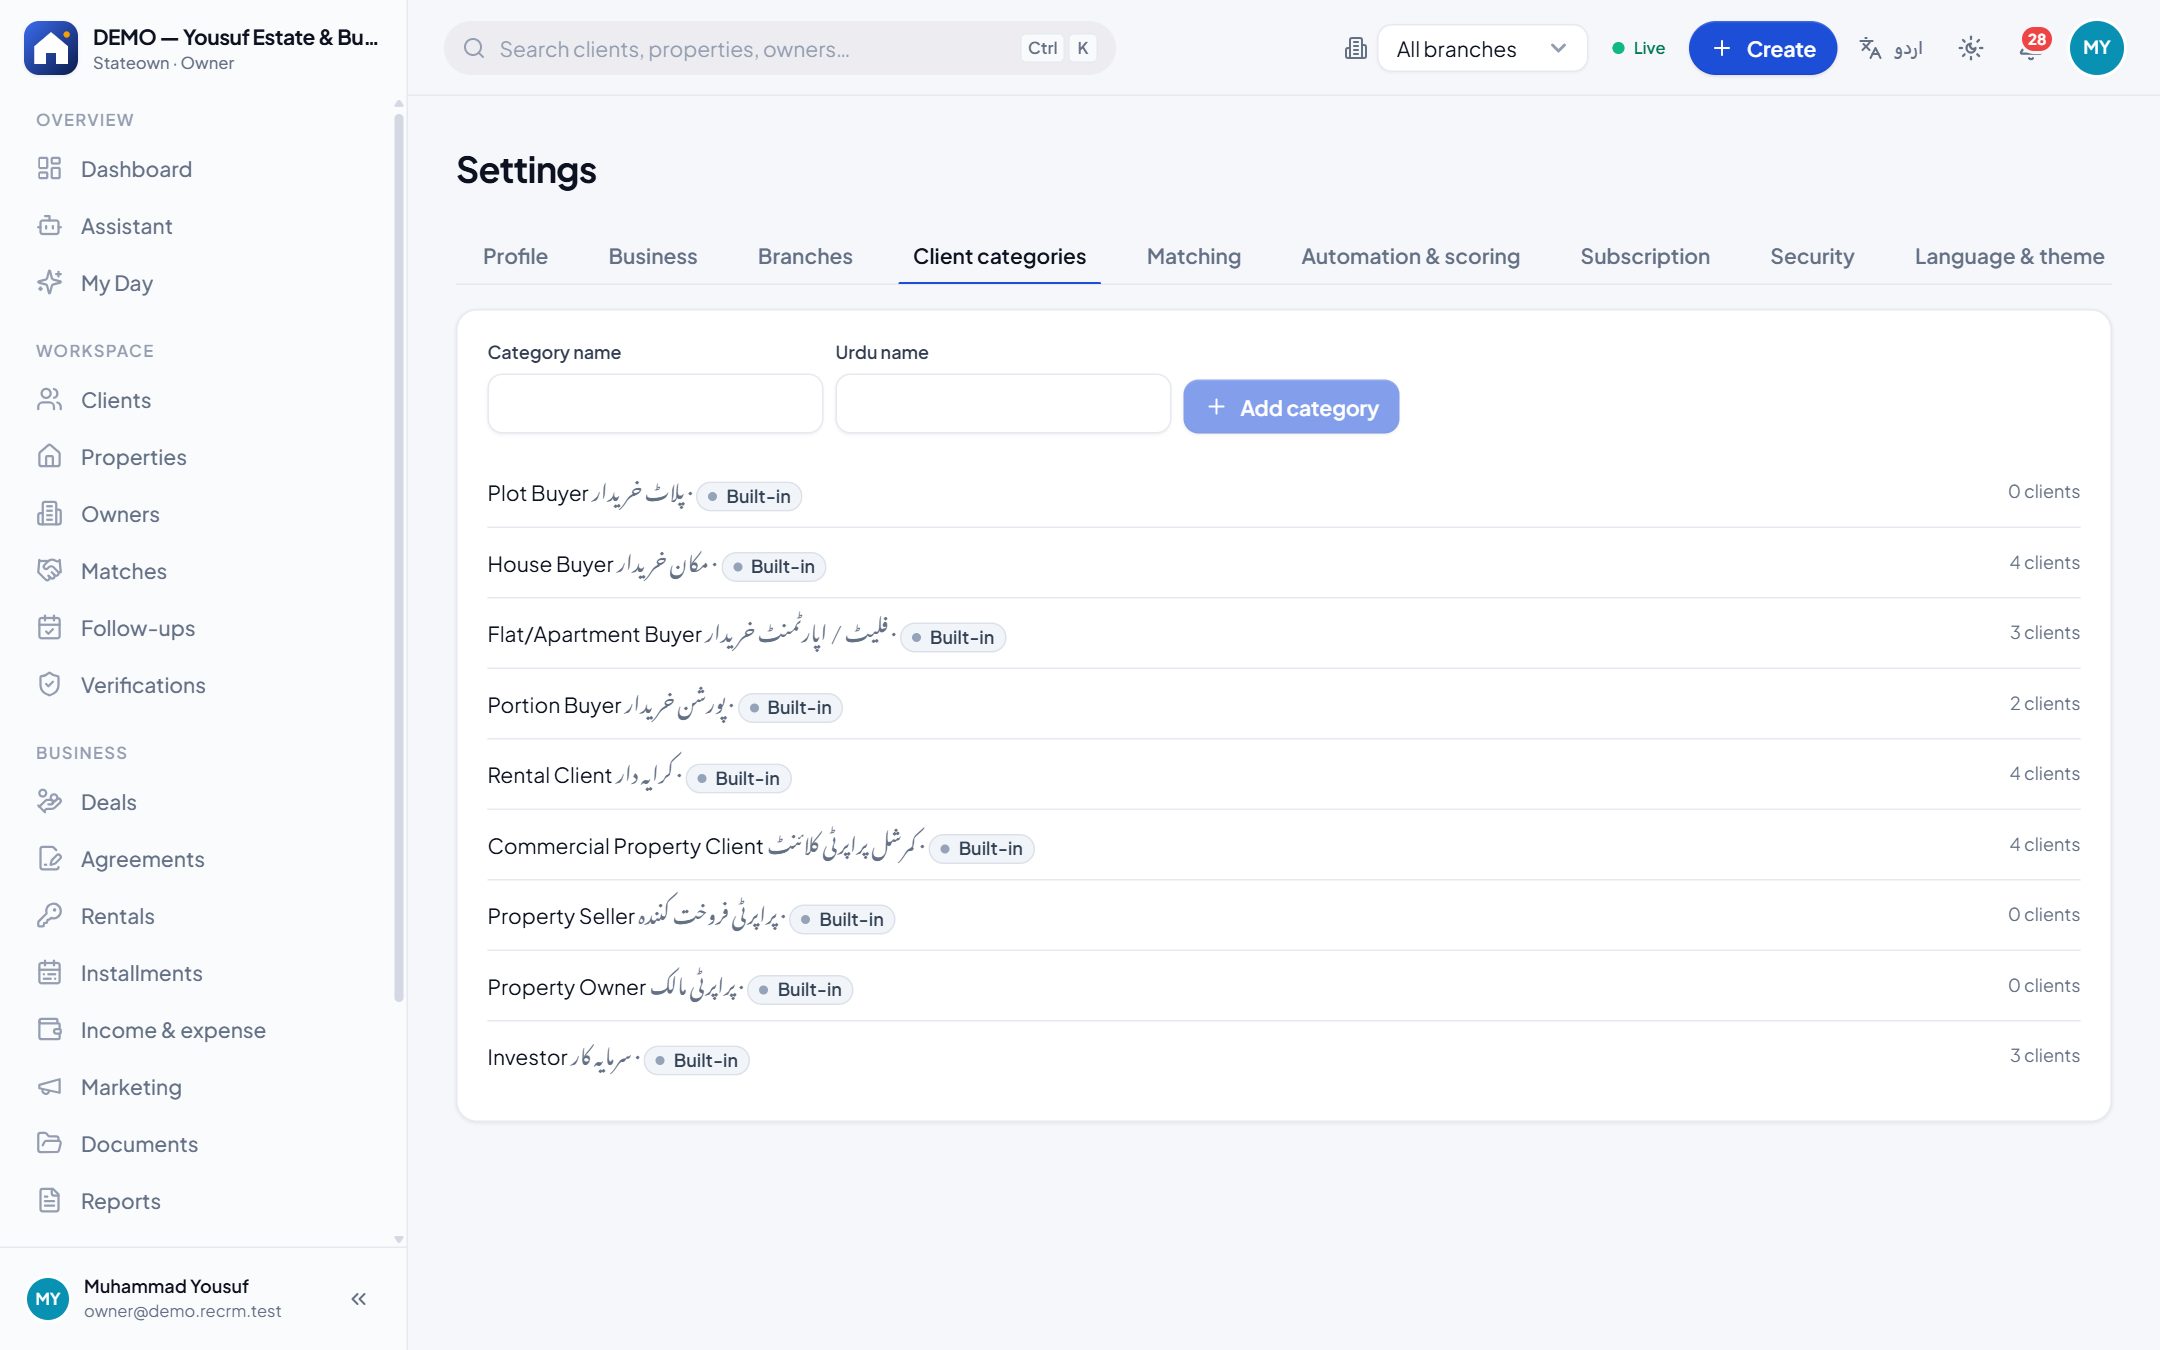 DEMO — Yousuf Estate & Bu...
Stateown · Owner
OVERVIEW
Dashboard
Assistant
My Day
WORKSPACE
Clients
Properties
Owners
Matches
Follow-ups
Verifications
BUSINESS
Deals
Agreements
Rentals
Installments
Income & expense
Marketing
Documents
Reports
MY
Muhammad Yousuf
owner@demo.recrm.test
Search clients, properties, owners... Ctrl K
All branches
Live
+ Create
اردو
28
MY
Settings
Profile Business Branches Client categories Matching Automation & scoring Subscription Security Language & theme
Category name Urdu name
+ Add category
Plot Buyer پلاٹ خریدار · Built-in 0 clients
House Buyer مکان خریدار · Built-in 4 clients
Flat/Apartment Buyer فلیٹ / اپارٹمنٹ خریدار · Built-in 3 clients
Portion Buyer پورشن خریدار · Built-in 2 clients
Rental Client کرایہ دار · Built-in 4 clients
Commercial Property Client کمرشل پراپرٹی کلائنٹ · Built-in 4 clients
Property Seller پراپرٹی فروخت کنندہ · Built-in 0 clients
Property Owner پراپرٹی مالک · Built-in 0 clients
Investor سرمایہ کار · Built-in 3 clients